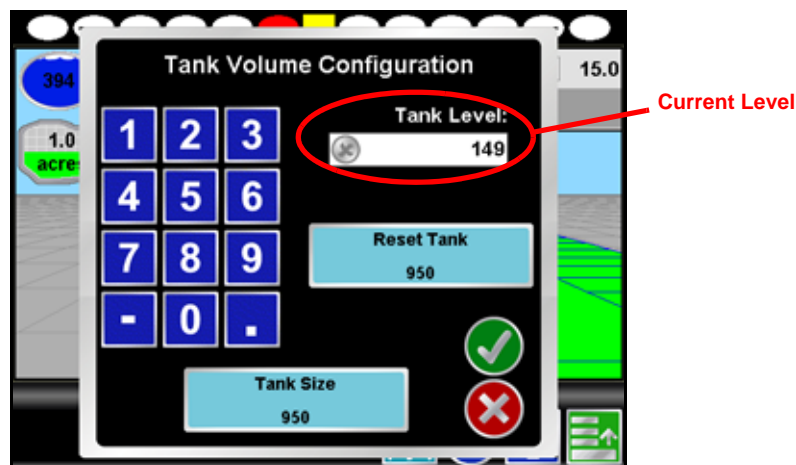 Tank Volume Configuration
394
15.0
Tank Level:
Current Level
149
1.0
acre
1 2 3
4 5 6
7 8 9
- 0 .
Reset Tank
950
Tank Size
950